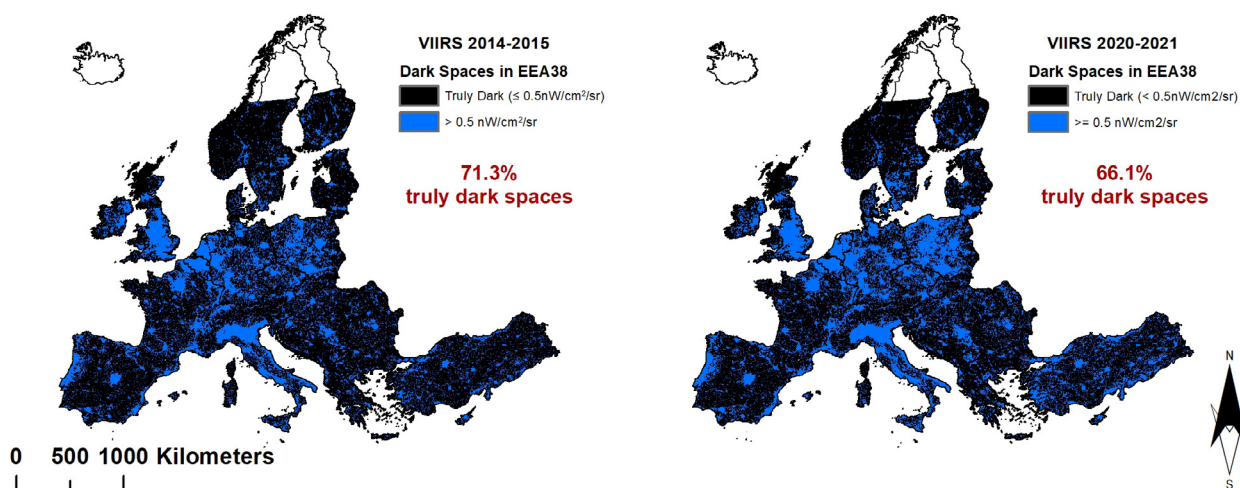 VIIRS 2014-2015
Dark Spaces in EEA38
Truly Dark (≤ 0.5nW/cm²/sr)
> 0.5 nW/cm²/sr
71.3%
truly dark spaces
0 500 1000 Kilometers
VIIRS 2020-2021
Dark Spaces in EEA38
Truly Dark (< 0.5nW/cm2/sr)
>= 0.5 nW/cm2/sr
66.1%
truly dark spaces
N
S